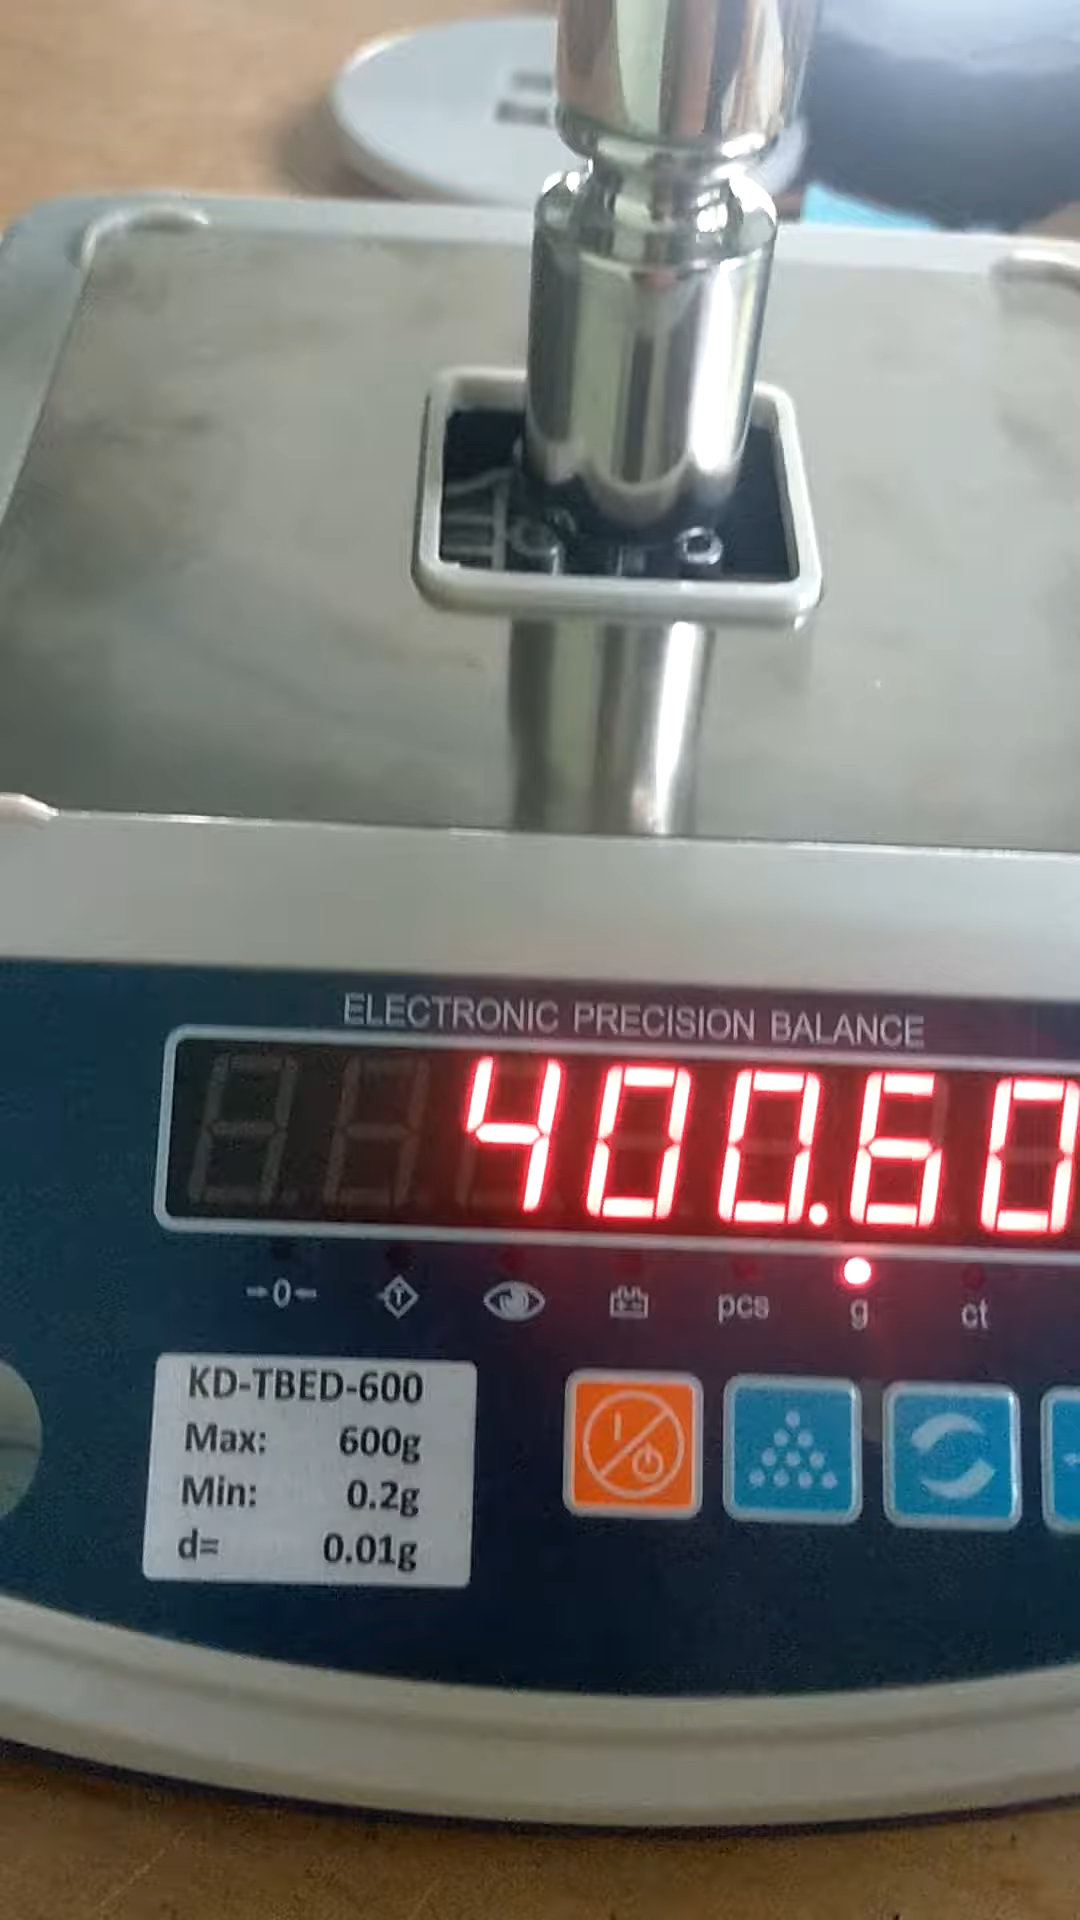 ELECTRONIC PRECISION BALANCE
400.60
→0← T pcs g ct
KD-TBED-600
Max: 600g
Min: 0.2g
d= 0.01g